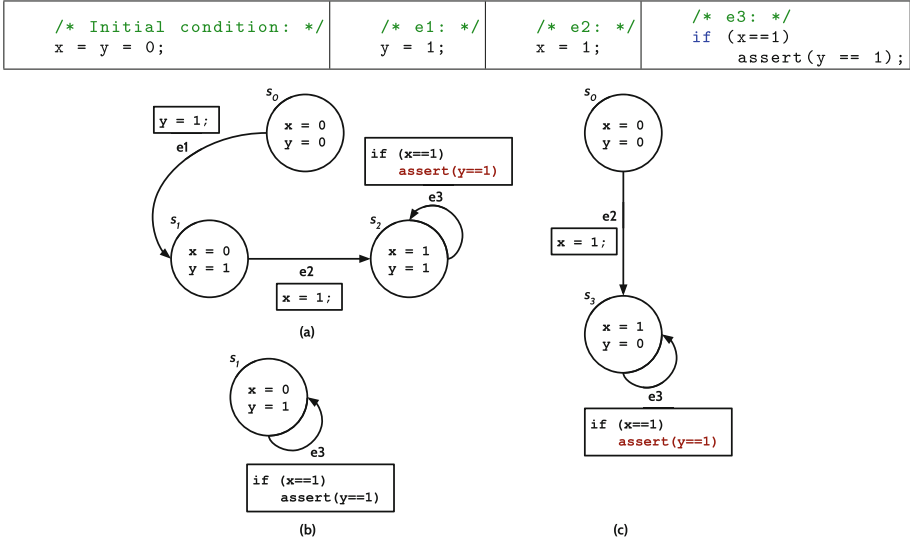 /* Initial condition: */
x = y = 0;
/* e1: */
y = 1;
/* e2: */
x = 1;
/* e3: */
if (x==1)
assert(y == 1);
s0
x = 0
y = 0
y = 1;
e1
s1
x = 0
y = 1
e2
x = 1;
s2
x = 1
y = 1
e3
if (x==1)
assert(y==1)
(a)
s1
x = 0
y = 1
e3
if (x==1)
assert(y==1)
(b)
s0
x = 0
y = 0
e2
x = 1;
s3
x = 1
y = 0
e3
if (x==1)
assert(y==1)
(c)